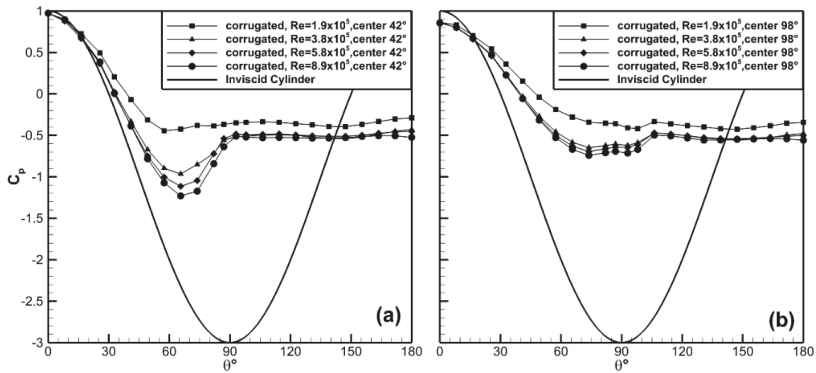 corrugated, Re=1.9x10⁵,center 42°
corrugated, Re=3.8x10⁵,center 42°
corrugated, Re=5.8x10⁵,center 42°
corrugated, Re=8.9x10⁵,center 42°
Inviscid Cylinder
1
0.5
0
-0.5
-1
-1.5
-2
-2.5
-3
Cp
0
30
60
90
120
150
180
θ°
(a)
corrugated, Re=1.9x10⁵,center 98°
corrugated, Re=3.8x10⁵,center 98°
corrugated, Re=5.8x10⁵,center 98°
corrugated, Re=8.9x10⁵,center 98°
Inviscid Cylinder
0
30
60
90
120
150
180
θ°
(b)